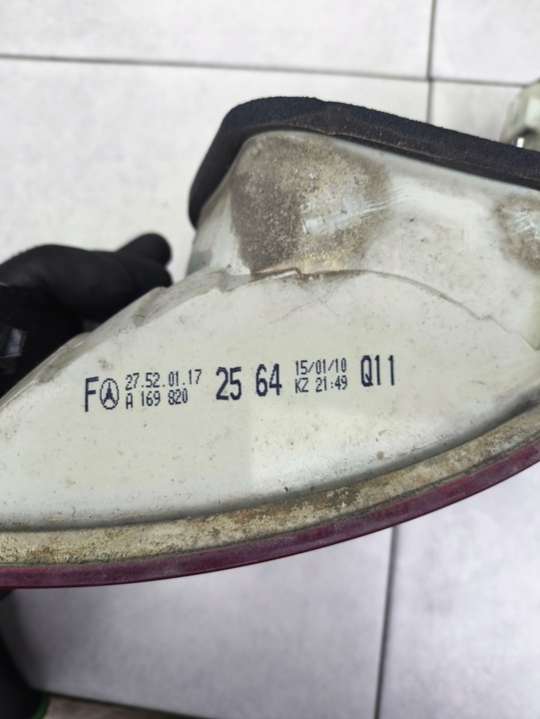 F 27.52.01.17
A 169 820
25 64
15/01/10
KZ 21:49
Q11